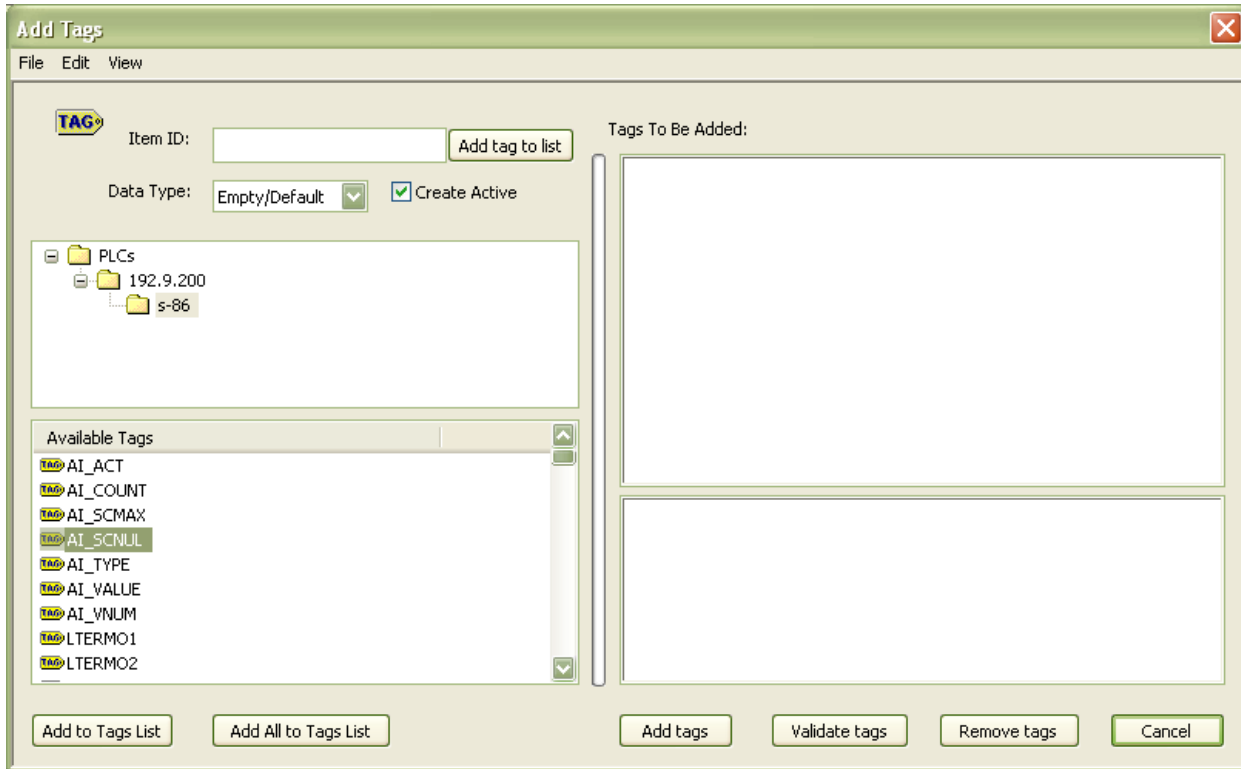 Add Tags
File Edit View
TAG
Item ID:
Add tag to list
Data Type:
Empty/Default
Create Active
PLCs
192.9.200
s-86
Available Tags
TAG AI_ACT
TAG AI_COUNT
TAG AI_SCMAX
TAG AI_SCNUL
TAG AI_TYPE
TAG AI_VALUE
TAG AI_VNUM
TAG LTERMO1
TAG LTERMO2
Add to Tags List
Add All to Tags List
Tags To Be Added:
Add tags
Validate tags
Remove tags
Cancel